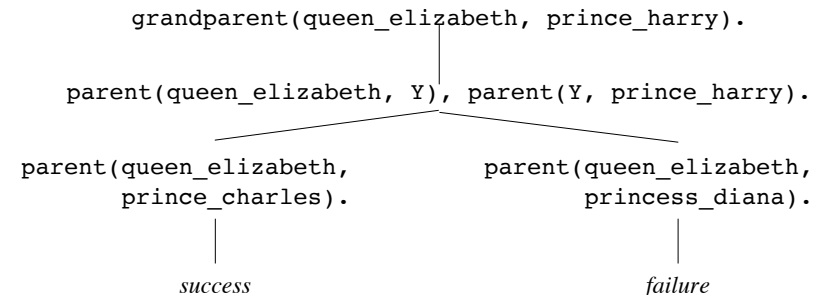 grandparent(queen_elizabeth, prince_harry).
parent(queen_elizabeth, Y), parent(Y, prince_harry).
parent(queen_elizabeth,
prince_charles).
parent(queen_elizabeth,
princess_diana).
success
failure